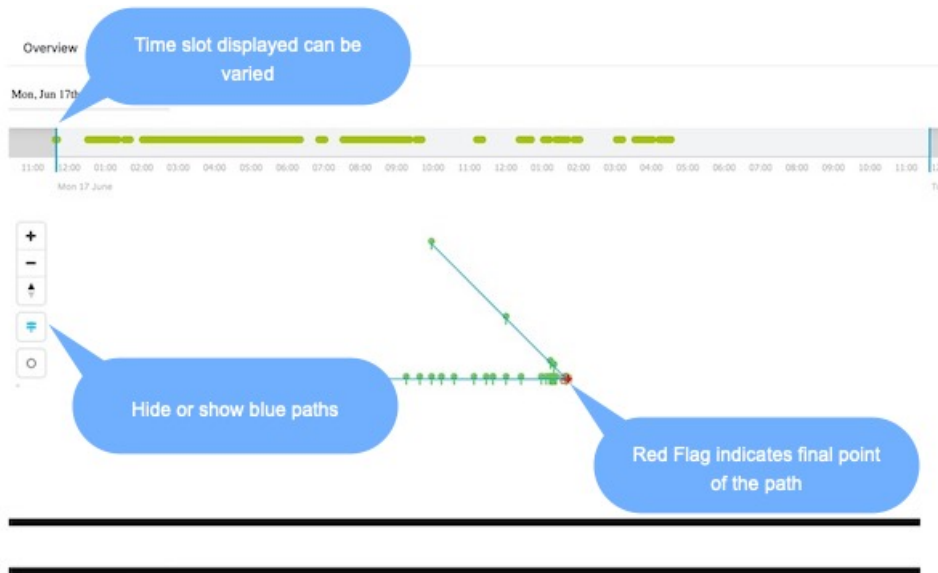 Time slot displayed can be
varied
Overview
Mon, Jun 17th
11:00 12:00 01:00 02:00 03:00 04:00 05:00 06:00 07:00 08:00 09:00 10:00 11:00 12:00 01:00 02:00 03:00 04:00 05:00 06:00 07:00 08:00 09:00 10:00 11:00
Mon 17 June
Hide or show blue paths
Red Flag indicates final point
of the path